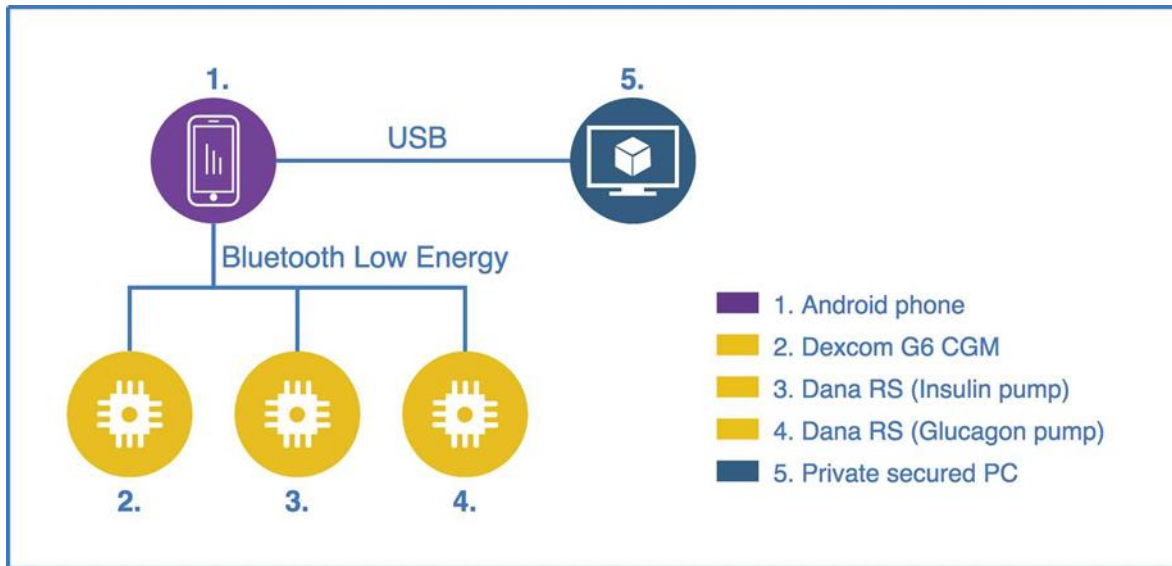 1.
5.
USB
Bluetooth Low Energy
1. Android phone
2. Dexcom G6 CGM
3. Dana RS (Insulin pump)
4. Dana RS (Glucagon pump)
5. Private secured PC
2.
3.
4.